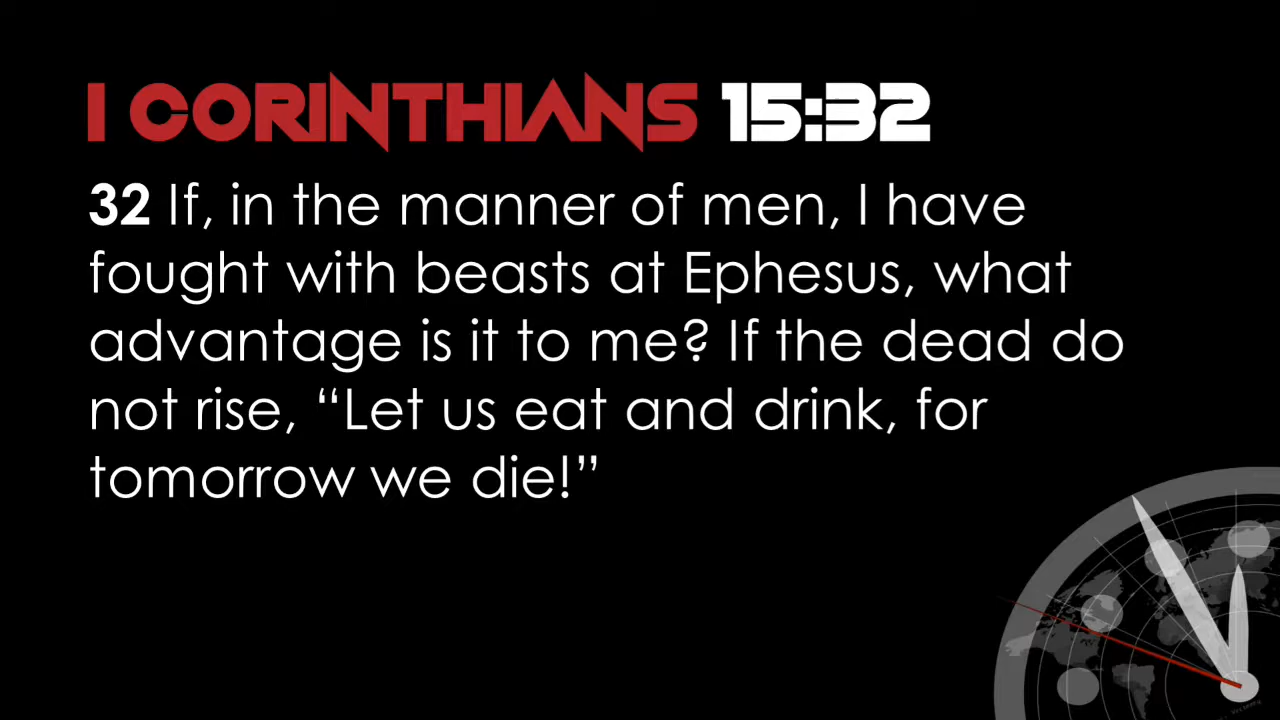 I CORINTHIANS 15:32
32 If, in the manner of men, I have
fought with beasts at Ephesus, what
advantage is it to me? If the dead do
not rise, “Let us eat and drink, for
tomorrow we die!”